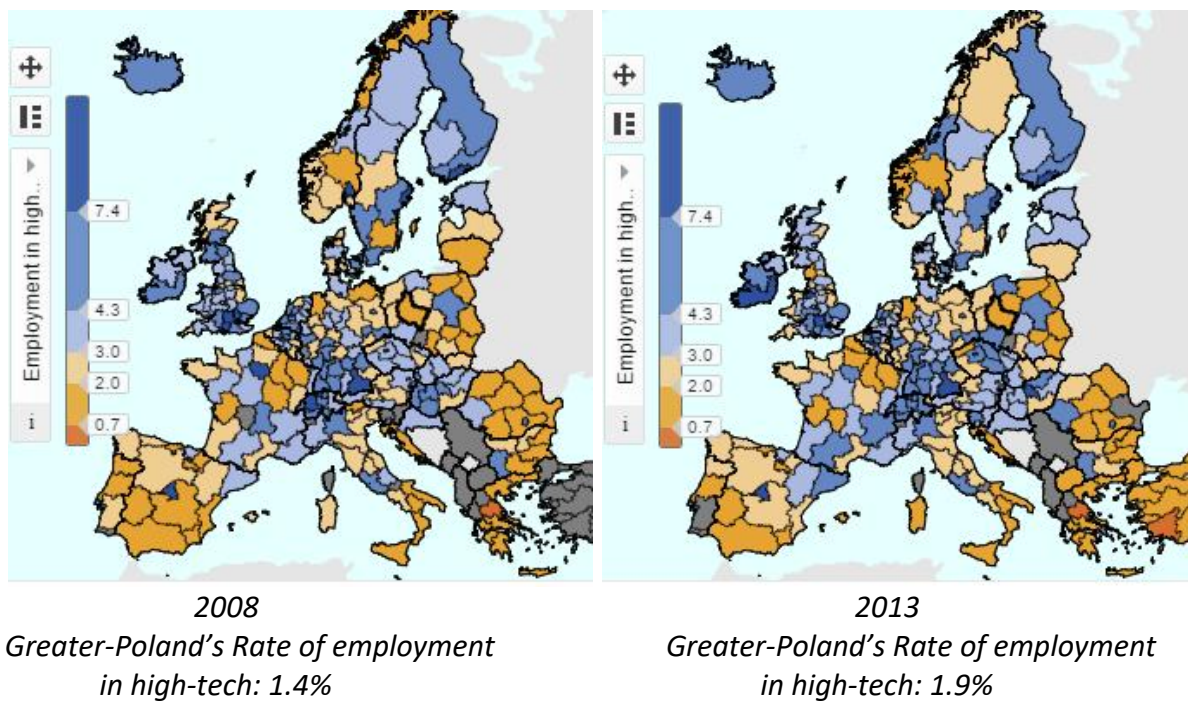 Employment in high..
7.4
4.3
3.0
2.0
0.7
i
Employment in high..
7.4
4.3
3.0
2.0
0.7
i
2008
Greater-Poland’s Rate of employment
in high-tech: 1.4%
2013
Greater-Poland’s Rate of employment
in high-tech: 1.9%